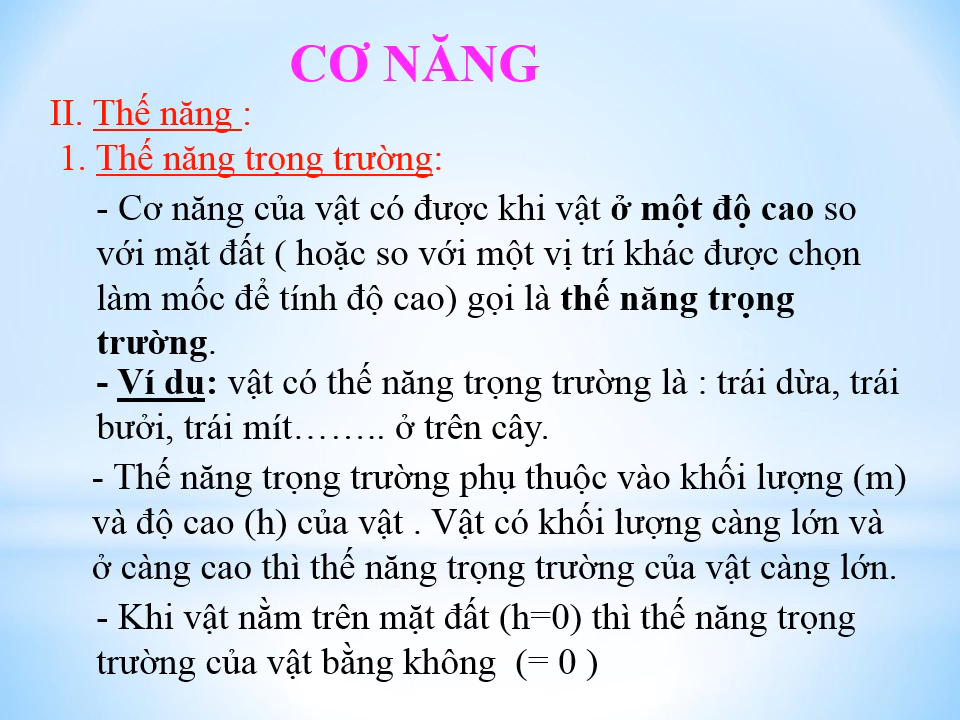 CƠ NĂNG
II. Thế năng :
1. Thế năng trọng trường:
- Cơ năng của vật có được khi vật ở một độ cao so
với mặt đất ( hoặc so với một vị trí khác được chọn
làm mốc để tính độ cao) gọi là thế năng trọng
trường.
- Ví dụ: vật có thế năng trọng trường là : trái dừa, trái
bưởi, trái mít…….. ở trên cây.
- Thế năng trọng trường phụ thuộc vào khối lượng (m)
và độ cao (h) của vật . Vật có khối lượng càng lớn và
ở càng cao thì thế năng trọng trường của vật càng lớn.
- Khi vật nằm trên mặt đất (h=0) thì thế năng trọng
trường của vật bằng không (= 0 )